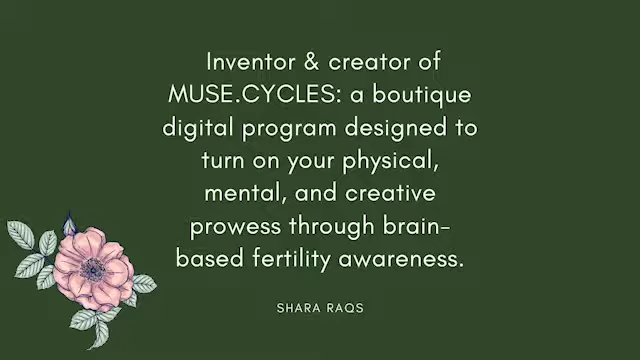 Inventor & creator of
MUSE.CYCLES: a boutique
digital program designed to
turn on your physical,
mental, and creative
prowess through brain-
based fertility awareness.
SHARA RAQS